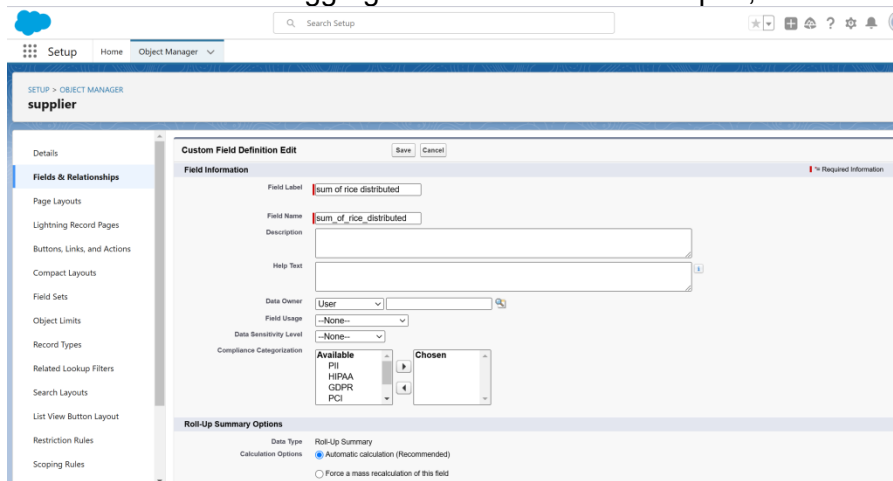 Search Setup
Setup Home Object Manager
SETUP > OBJECT MANAGER
supplier
Details
Fields & Relationships
Page Layouts
Lightning Record Pages
Buttons, Links, and Actions
Compact Layouts
Field Sets
Object Limits
Record Types
Related Lookup Filters
Search Layouts
List View Button Layout
Restriction Rules
Scoping Rules
Custom Field Definition Edit Save Cancel
Field Information = Required Information
Field Label sum of rice distributed
Field Name sum_of_rice_distributed
Description
Help Text i
Data Owner User
Field Usage --None--
Data Sensitivity Level --None--
Compliance Categorization Available Chosen
PII
HIPAA
GDPR
PCI
Roll-Up Summary Options
Data Type Roll-Up Summary
Calculation Options Automatic calculation (Recommended)
Force a mass recalculation of this field